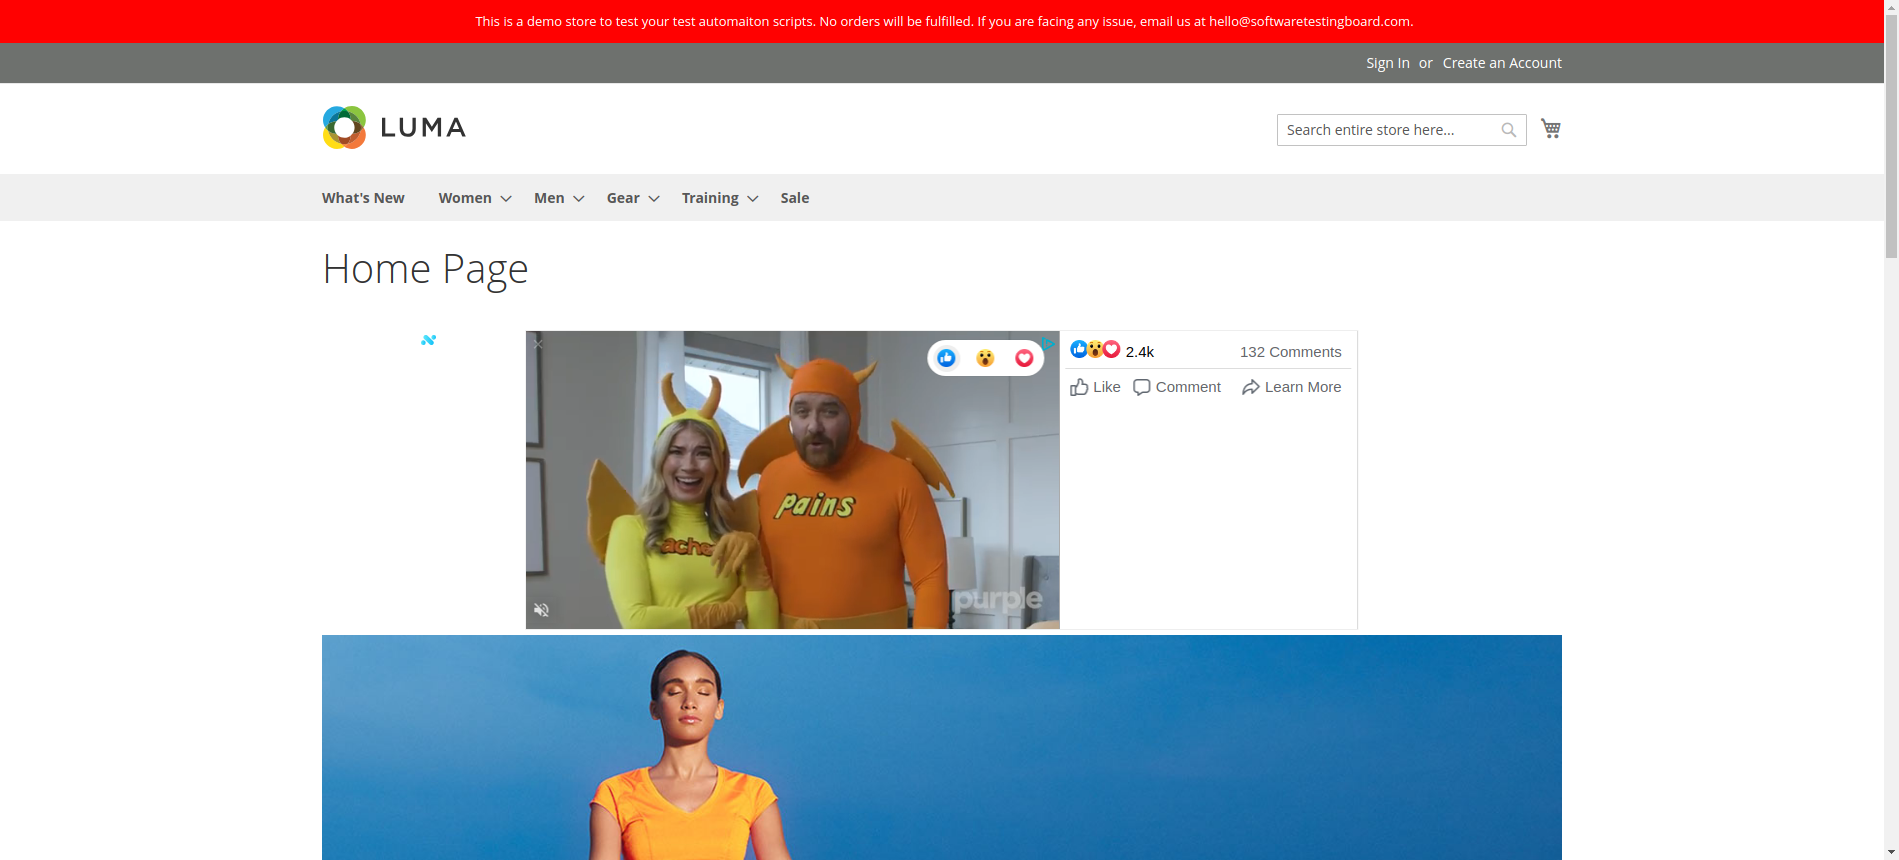 This is a demo store to test your test automaiton scripts. No orders will be fulfilled. If you are facing any issue, email us at hello@softwaretestingboard.com.
Sign In or Create an Account
LUMA
Search entire store here...
What's New Women Men Gear Training Sale
Home Page
2.4k 132 Comments
Like Comment Learn More
pains
ache
purple